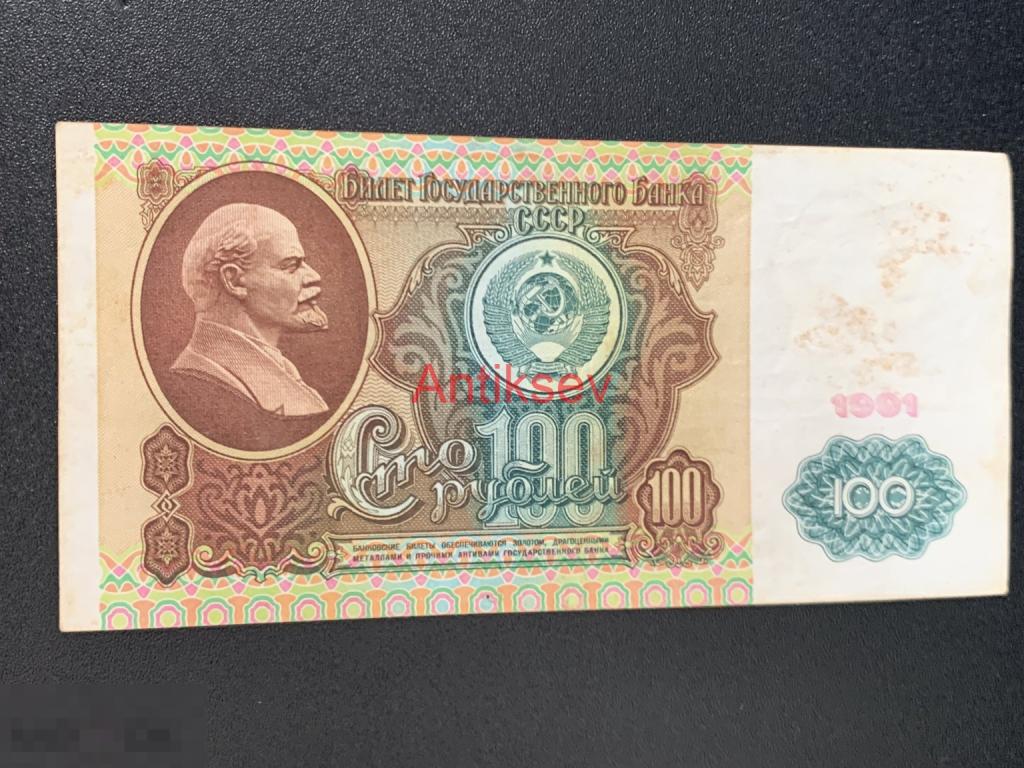 Билет Государственного Банка
СССР
Antiksev
Сто 100
рублей
100
1991
100
БАНКОВСКИЕ БИЛЕТЫ ОБЕСПЕЧИВАЮТСЯ ЗОЛОТОМ, ДРАГОЦЕННЫМИ
МЕТАЛЛАМИ И ПРОЧИМИ АКТИВАМИ ГОСУДАРСТВЕННОГО БАНКА